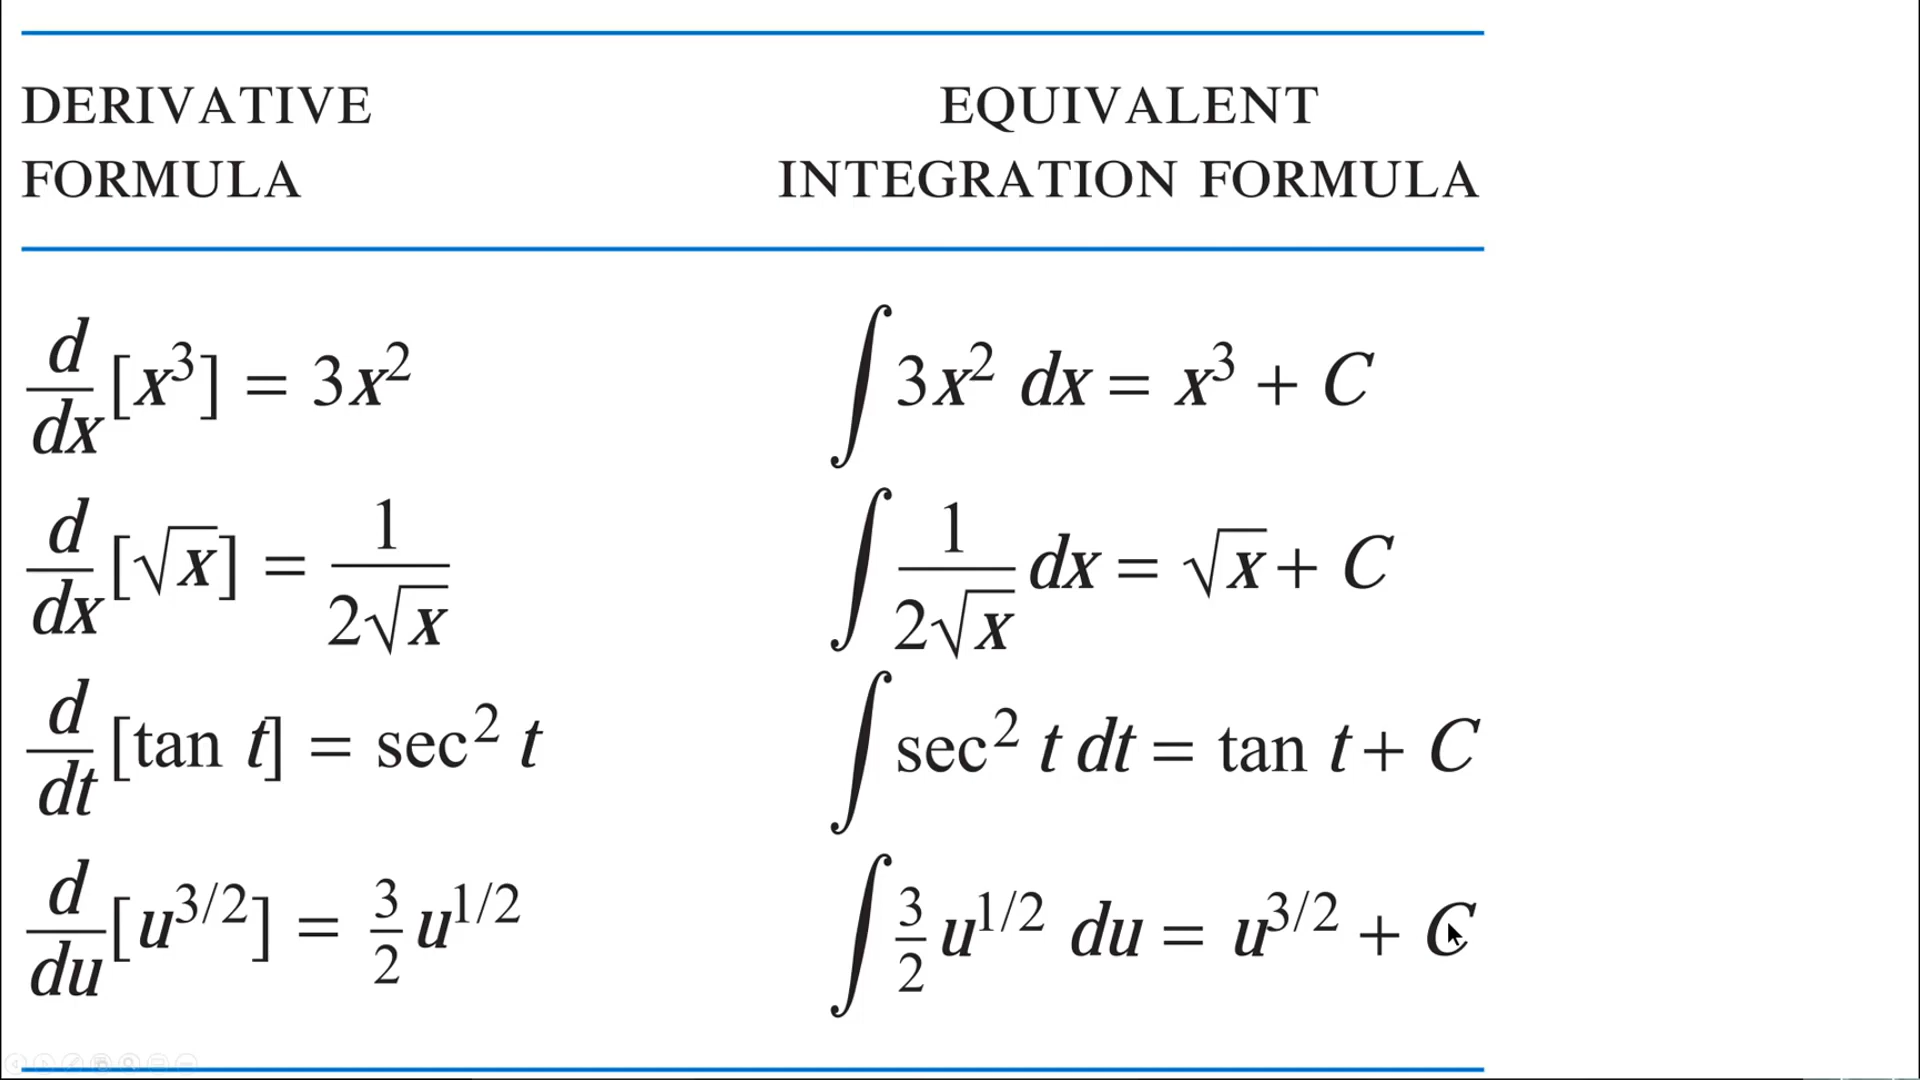 DERIVATIVE EQUIVALENT
FORMULA INTEGRATION FORMULA
d/dx [x³] = 3x² ∫ 3x² dx = x³ + C
d/dx [√x] = 1/(2√x) ∫ 1/(2√x) dx = √x + C
d/dt [tan t] = sec² t ∫ sec² t dt = tan t + C
d/du [u^{3/2}] = 3/2 u^{1/2} ∫ 3/2 u^{1/2} du = u^{3/2} + C